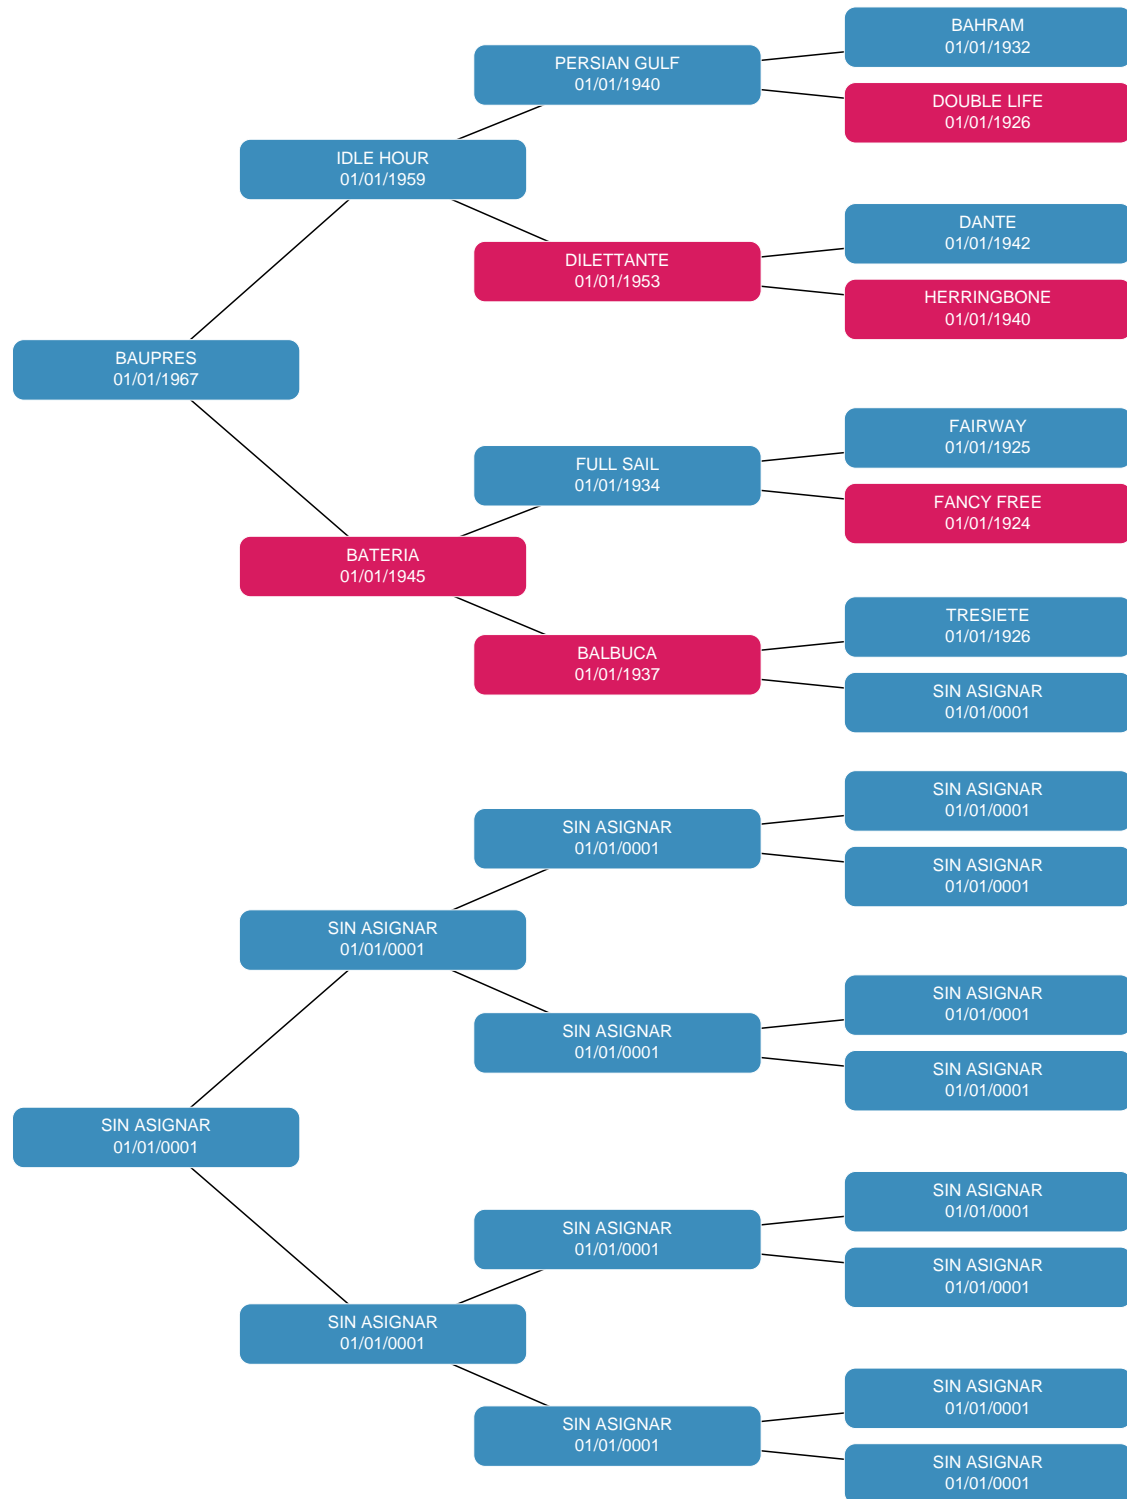 BAHRAM
01/01/1932
PERSIAN GULF
01/01/1940
DOUBLE LIFE
01/01/1926
IDLE HOUR
01/01/1959
DANTE
01/01/1942
DILETTANTE
01/01/1953
HERRINGBONE
01/01/1940
BAUPRES
01/01/1967
FAIRWAY
01/01/1925
FULL SAIL
01/01/1934
FANCY FREE
01/01/1924
BATERIA
01/01/1945
TRESIETE
01/01/1926
BALBUCA
01/01/1937
SIN ASIGNAR
01/01/0001
SIN ASIGNAR
01/01/0001
SIN ASIGNAR
01/01/0001
SIN ASIGNAR
01/01/0001
SIN ASIGNAR
01/01/0001
SIN ASIGNAR
01/01/0001
SIN ASIGNAR
01/01/0001
SIN ASIGNAR
01/01/0001
SIN ASIGNAR
01/01/0001
SIN ASIGNAR
01/01/0001
SIN ASIGNAR
01/01/0001
SIN ASIGNAR
01/01/0001
SIN ASIGNAR
01/01/0001
SIN ASIGNAR
01/01/0001
SIN ASIGNAR
01/01/0001
SIN ASIGNAR
01/01/0001